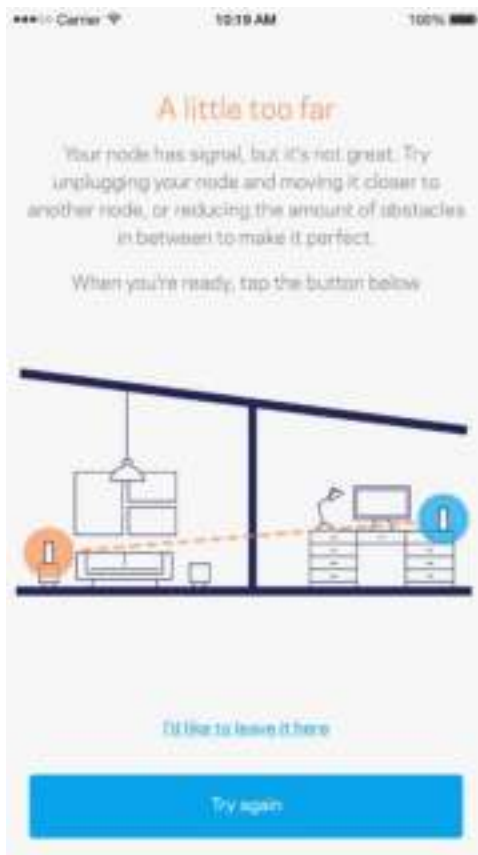 Carrier 10:19 AM 100%
A little too far
Your node has signal, but it's not great. Try
unplugging your node and moving it closer to
another node, or reducing the amount of obstacles
in between to make it perfect.
When you're ready, tap the button below
I'd like to leave it here
Try again